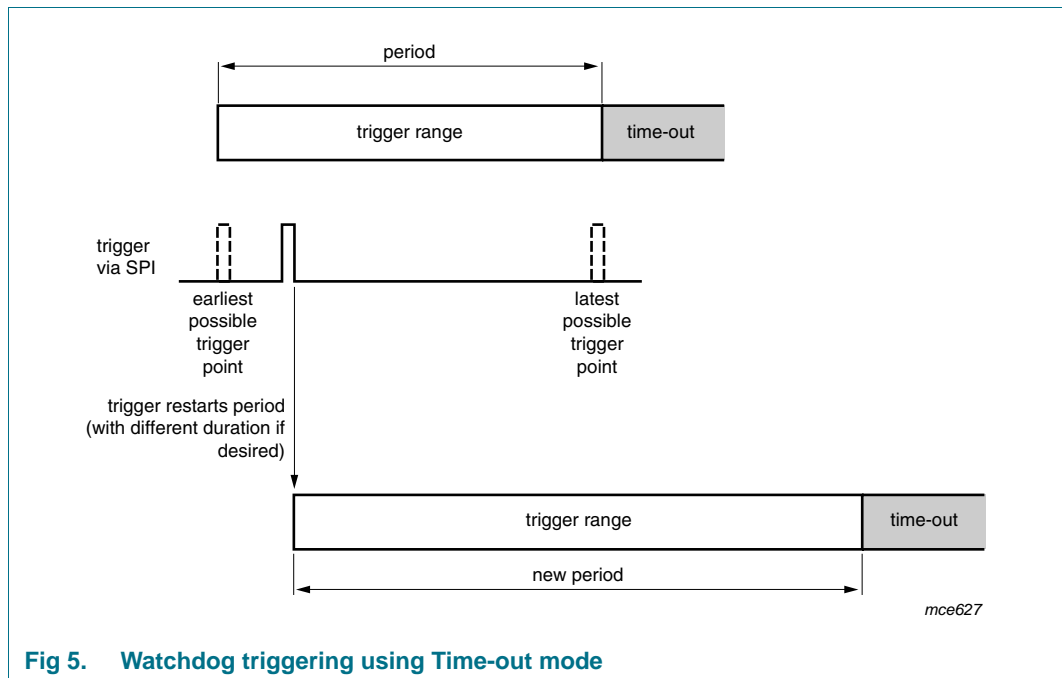 period
trigger range
time-out
trigger
via SPI
earliest
possible
trigger
point
latest
possible
trigger
point
trigger restarts period
(with different duration if
desired)
trigger range
time-out
new period
mce627
Fig 5. Watchdog triggering using Time-out mode